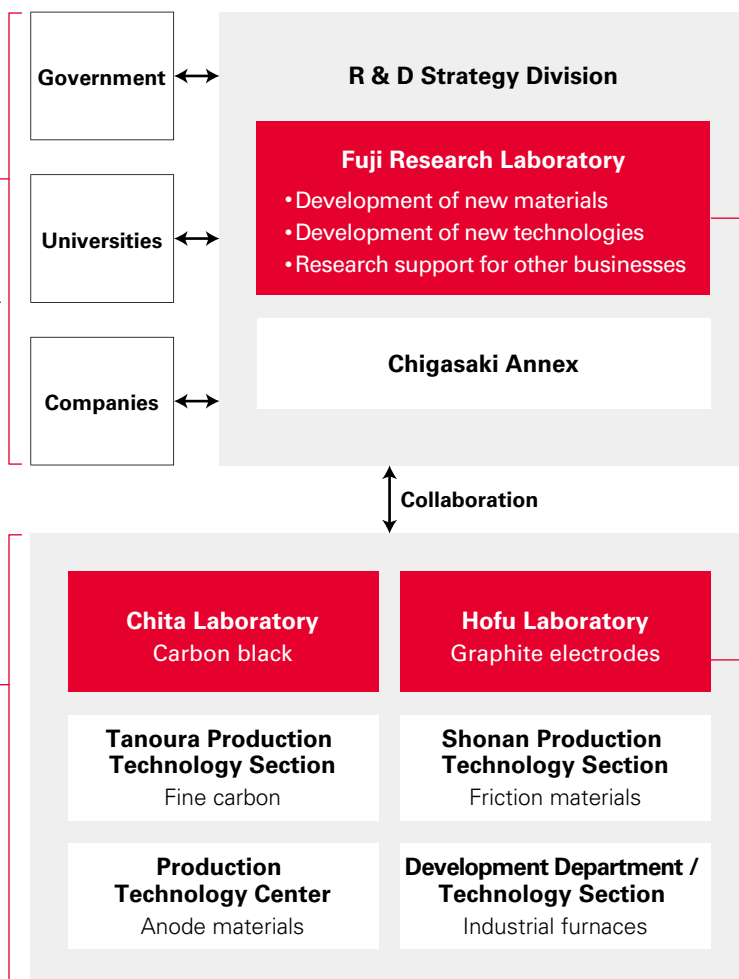 Government
R & D Strategy Division
Fuji Research Laboratory
•Development of new materials
•Development of new technologies
•Research support for other businesses
Universities
Chigasaki Annex
Companies
Collaboration
Chita Laboratory
Carbon black
Hofu Laboratory
Graphite electrodes
Tanoura Production
Technology Section
Fine carbon
Shonan Production
Technology Section
Friction materials
Production
Technology Center
Anode materials
Development Department /
Technology Section
Industrial furnaces